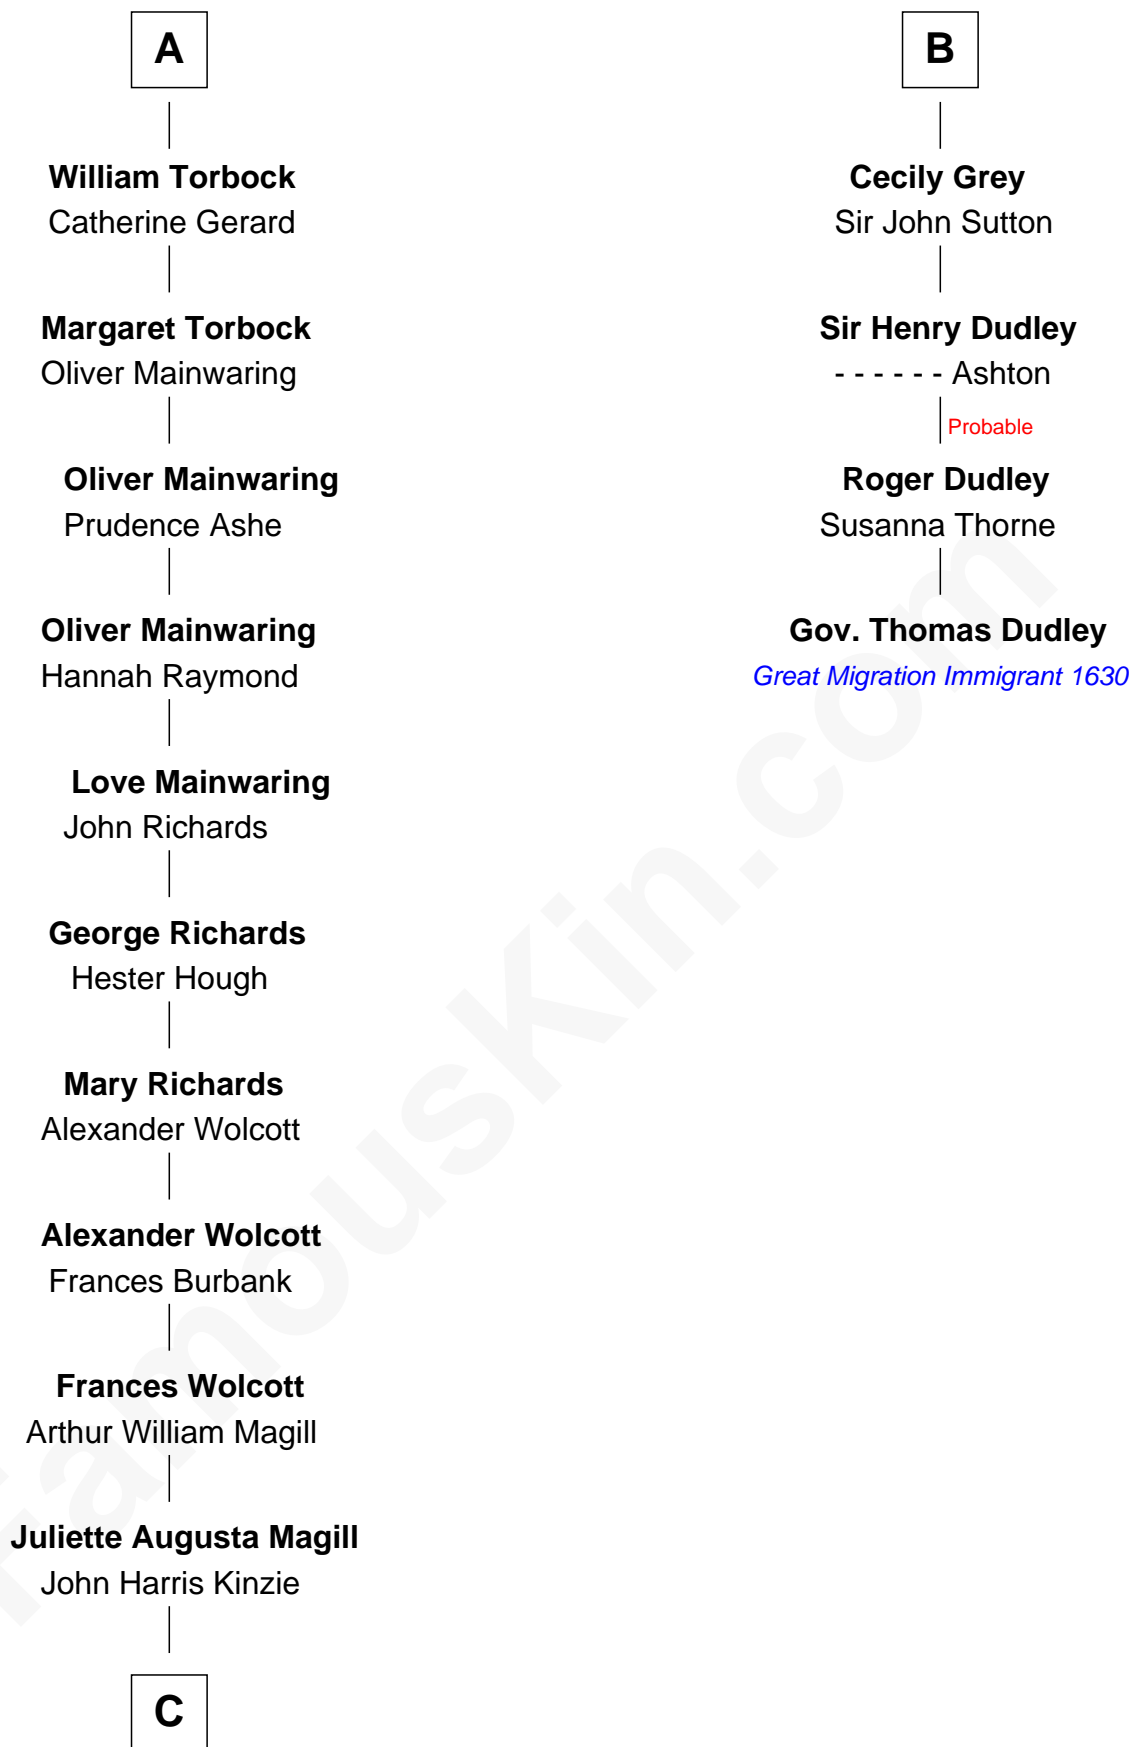 A
William Torbock
Catherine Gerard
Margaret Torbock
Oliver Mainwaring
Oliver Mainwaring
Prudence Ashe
Oliver Mainwaring
Hannah Raymond
Love Mainwaring
John Richards
George Richards
Hester Hough
Mary Richards
Alexander Wolcott
Alexander Wolcott
Frances Burbank
Frances Wolcott
Arthur William Magill
Juliette Augusta Magill
John Harris Kinzie
C
B
Cecily Grey
Sir John Sutton
Sir Henry Dudley
- - - - - - Ashton
Probable
Roger Dudley
Susanna Thorne
Gov. Thomas Dudley
Great Migration Immigrant 1630
FamousKin.com